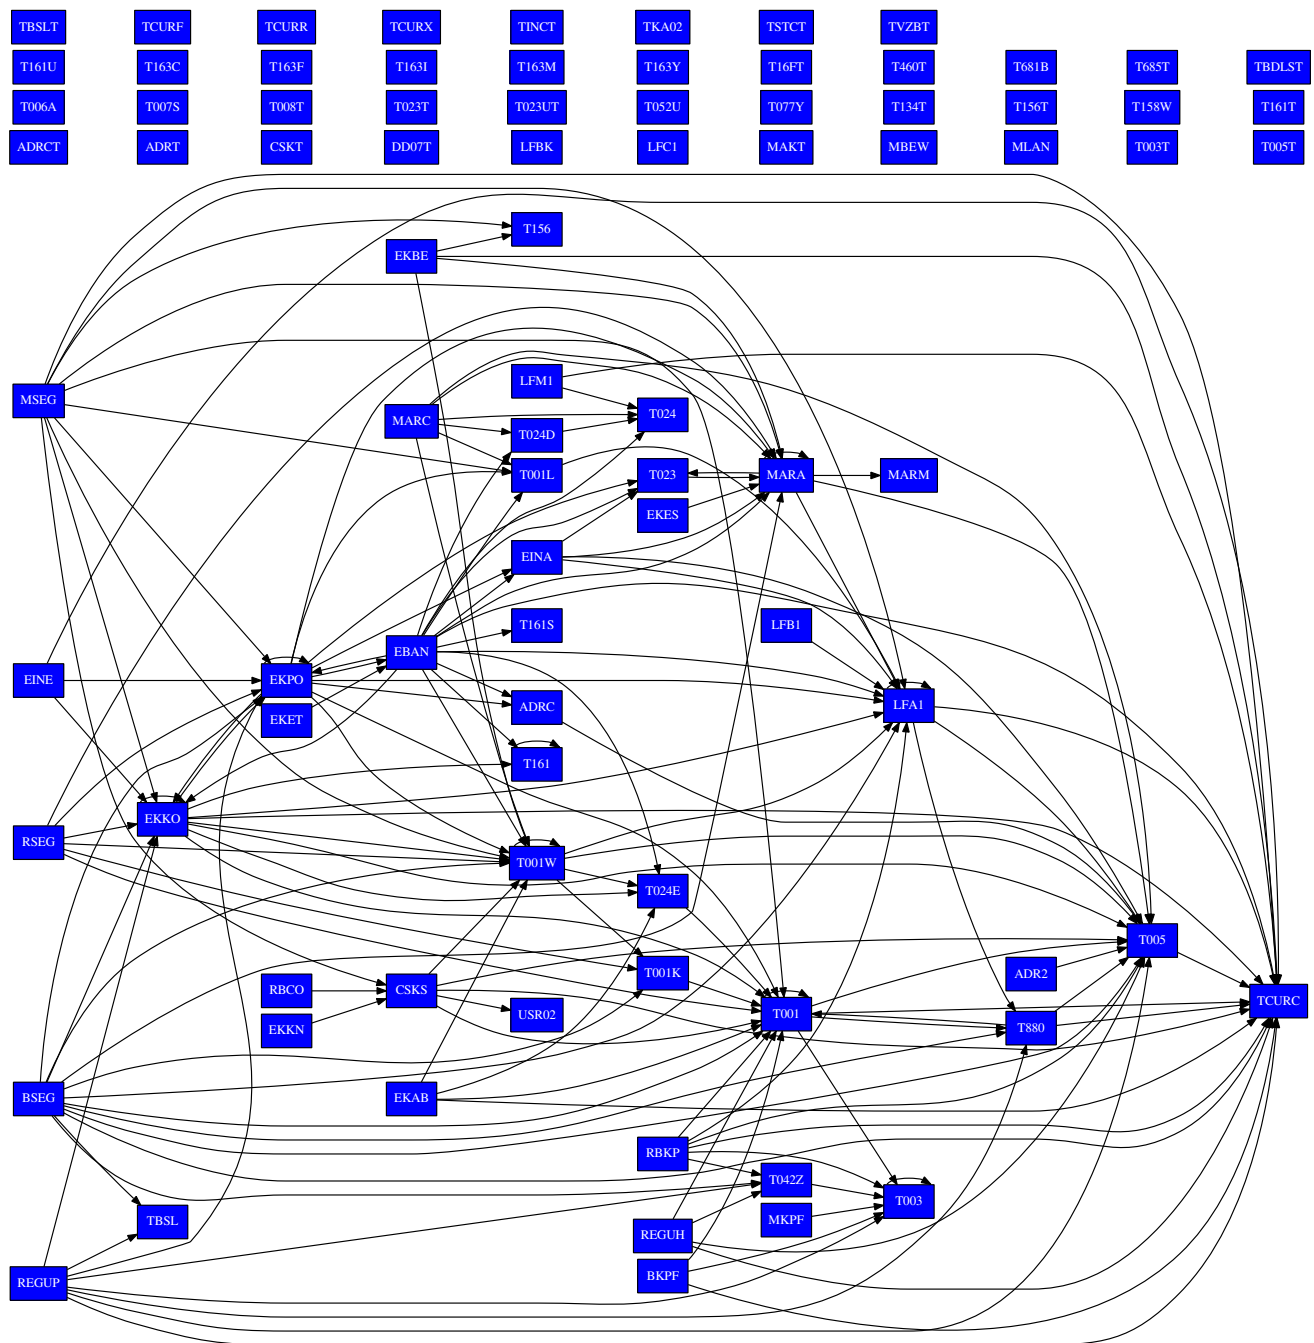 TBSLT TCURF TCURR TCURX TINCT TKA02 TSTCT TVZBT
T161U T163C T163F T163I T163M T163Y T16FT T460T T681B T685T TBDLST
T006A T007S T008T T023T T023UT T052U T077Y T134T T156T T158W T161T
ADRCT ADRT CSKT DD07T LFBK LFC1 MAKT MBEW MLAN T003T T005T
T156
EKBE
LFM1
MSEG
MARC T024
T024D
T001L T023 MARA MARM
EKES
EINA
T161S LFB1
EBAN
EINE EKPO
ADRC LFA1
EKET
T161
EKKO
RSEG
T001W
T024E
T005
T001K ADR2
RBCO CSKS
TCURC
USR02 T001
EKKN T880
BSEG EKAB
RBKP
T042Z
T003
TBSL MKPF
REGUH
BKPF
REGUP